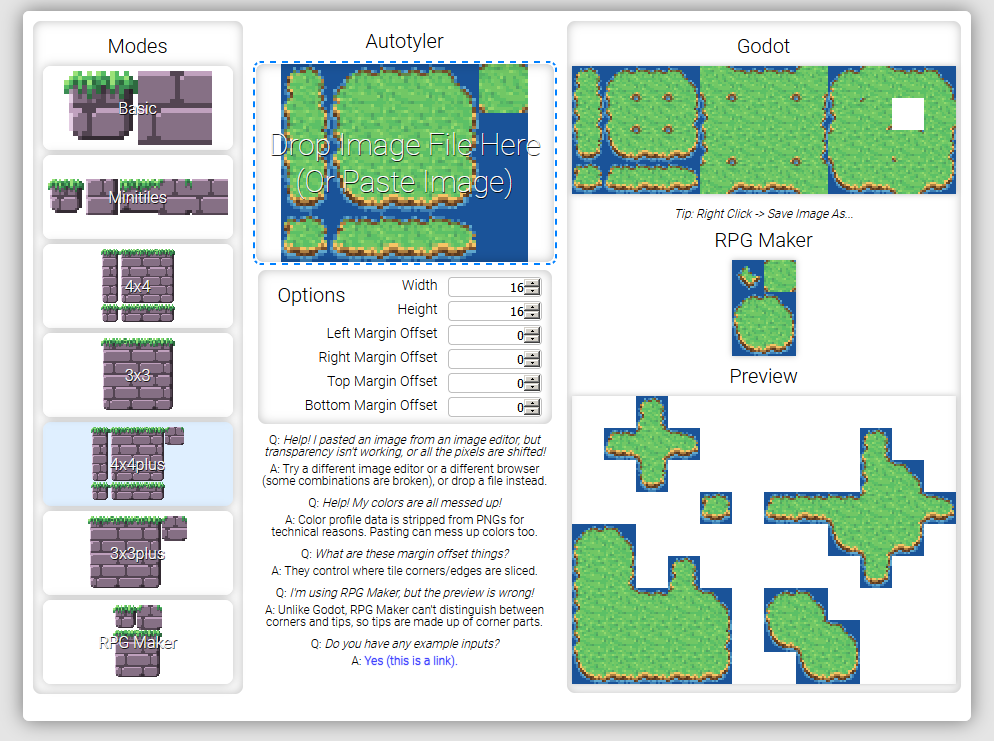 Modes
Basic
Minitiles
4x4
3x3
4x4plus
3x3plus
RPG Maker
Autotyler
Drop Image File Here
(Or Paste Image)
Options
Width 16
Height 16
Left Margin Offset 0
Right Margin Offset 0
Top Margin Offset 0
Bottom Margin Offset 0
Q: Help! I pasted an image from an image editor, but
transparency isn't working, or all the pixels are shifted!
A: Try a different image editor or a different browser
(some combinations are broken), or drop a file instead.
Q: Help! My colors are all messed up!
A: Color profile data is stripped from PNGs for
technical reasons. Pasting can mess up colors too.
Q: What are these margin offset things?
A: They control where tile corners/edges are sliced.
Q: I'm using RPG Maker, but the preview is wrong!
A: Unlike Godot, RPG Maker can't distinguish between
corners and tips, so tips are made up of corner parts.
Q: Do you have any example inputs?
A: Yes (this is a link).
Godot
Tip: Right Click -> Save Image As...
RPG Maker
Preview